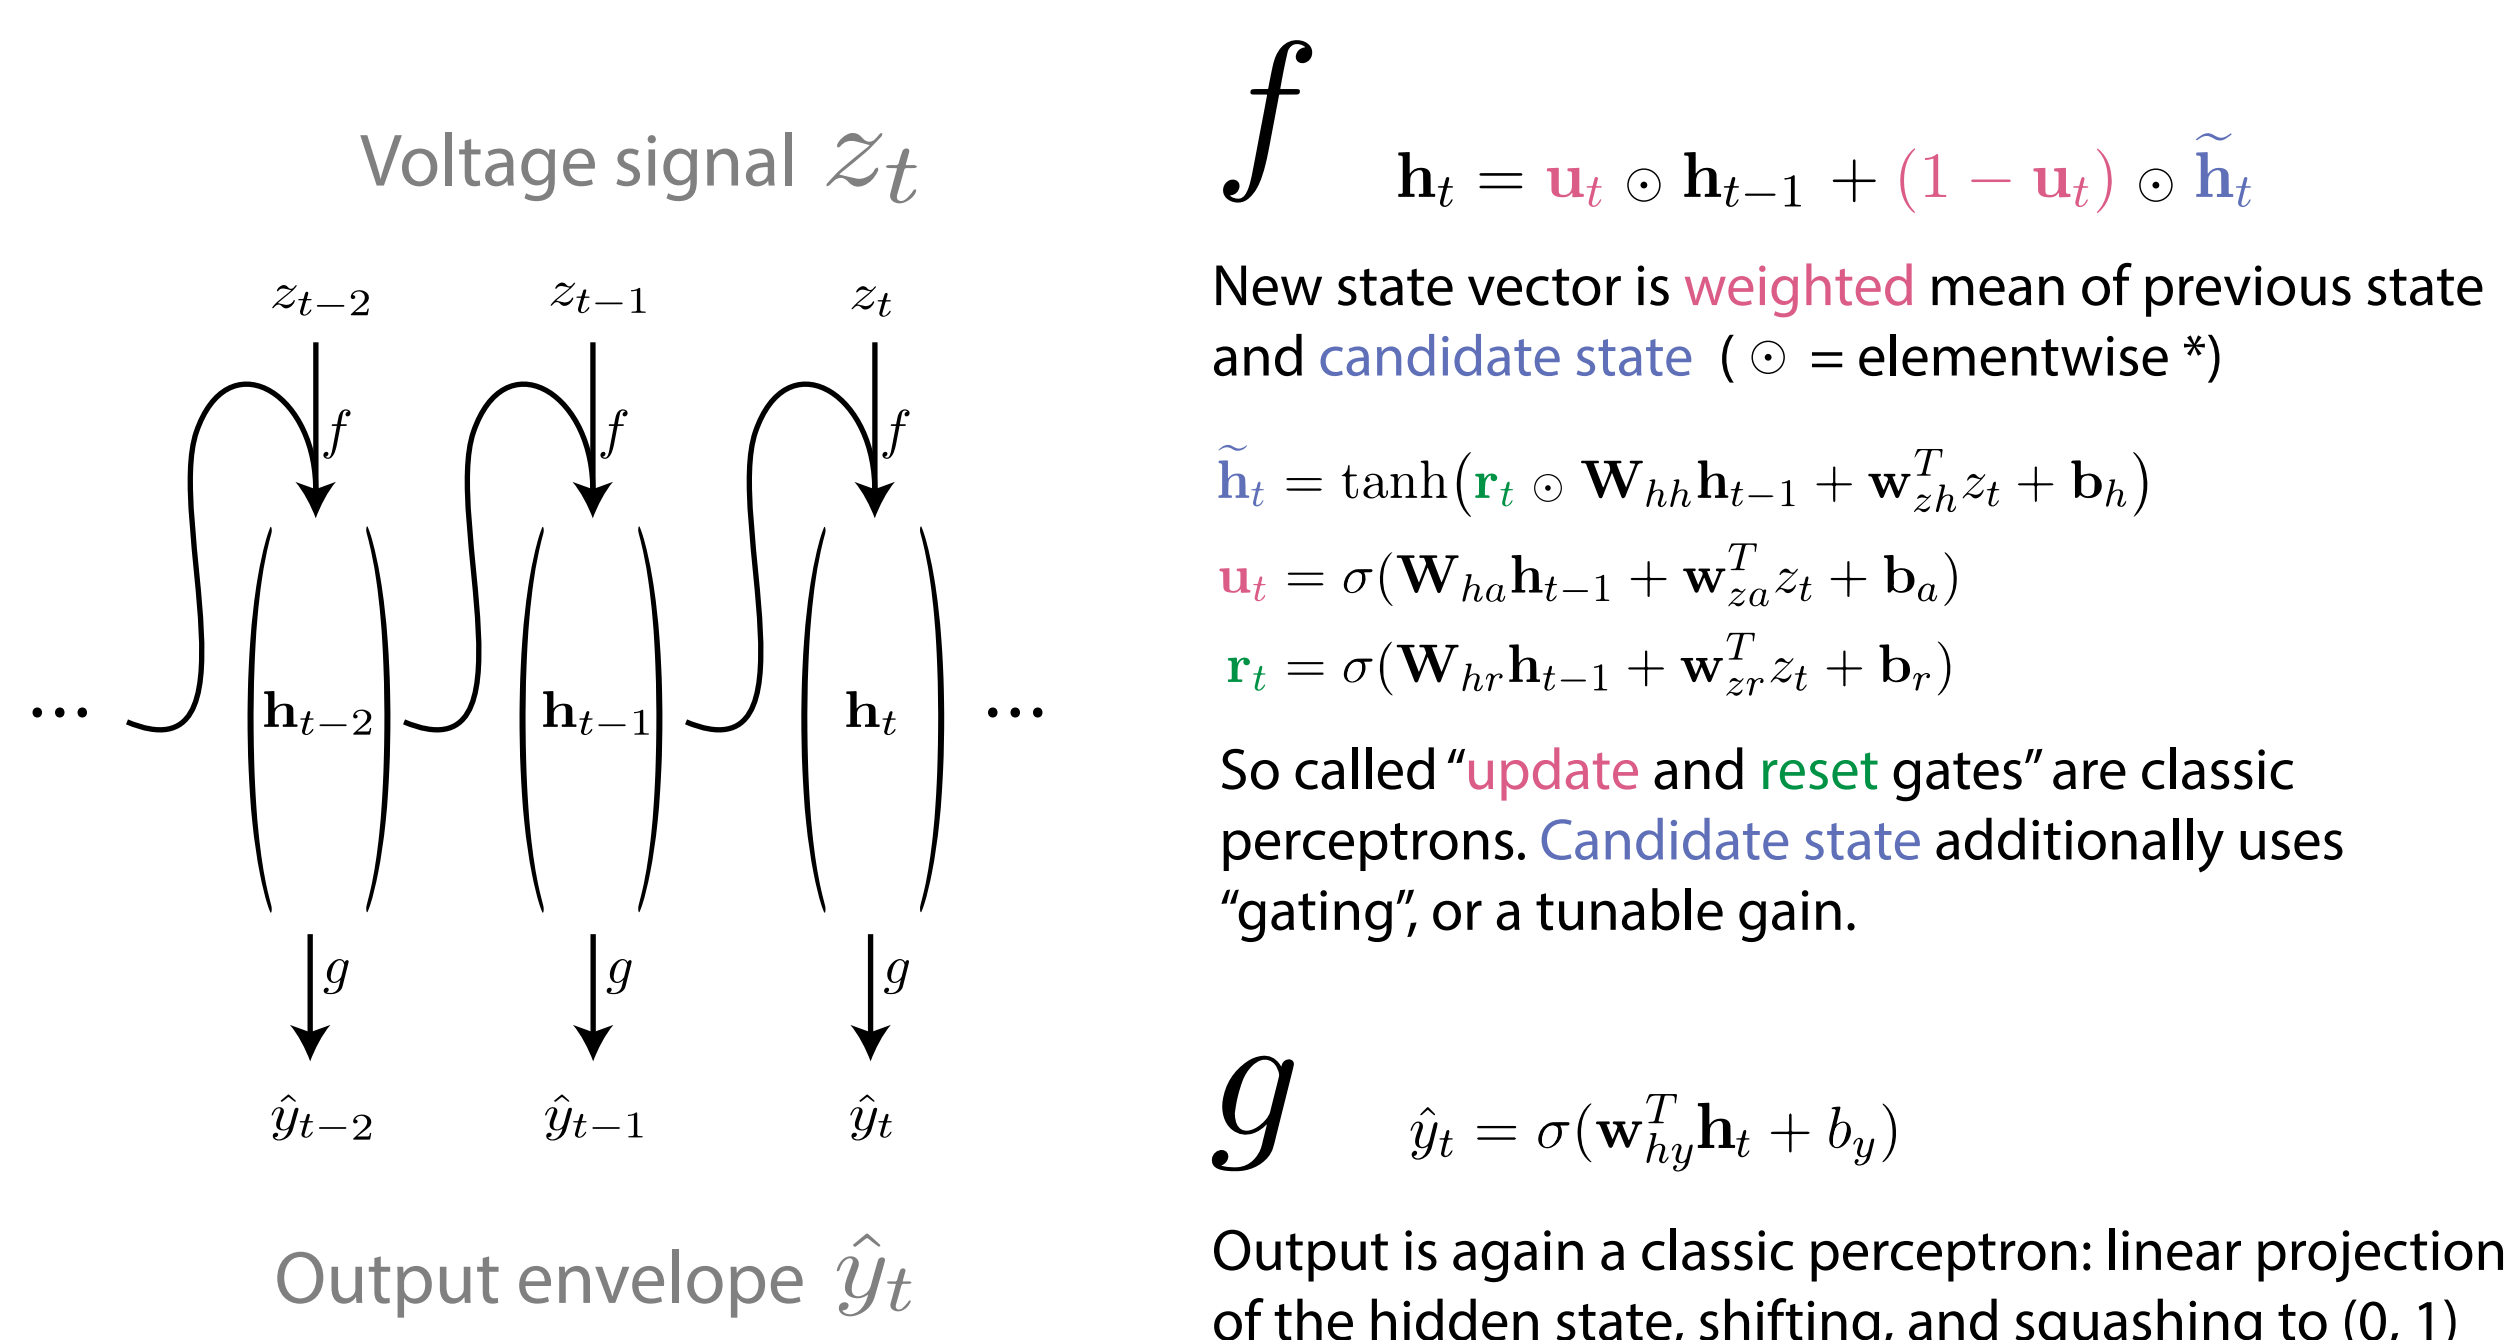 Voltage signal z_t
z_{t−2} z_{t−1} z_t
f f f
... h_{t−2} h_{t−1} h_t ...
g g g
ŷ_{t−2} ŷ_{t−1} ŷ_t
Output envelope ŷ_t
f
h_t = u_t ⊙ h_{t−1} + (1 − u_t) ⊙ h̃_t
New state vector is weighted mean of previous state
and candidate state ( ⊙ = elementwise *)
h̃_t = tanh(r_t ⊙ W_{hh}h_{t−1} + w_{zh}^T z_t + b_h)
u_t = σ(W_{ha}h_{t−1} + w_{za}^T z_t + b_a)
r_t = σ(W_{hr}h_{t−1} + w_{zr}^T z_t + b_r)
So called “update and reset gates” are classic
perceptrons. Candidate state additionally uses
“gating”, or a tunable gain.
g
ŷ_t = σ(w_{hy}^T h_t + b_y)
Output is again a classic perceptron: linear projection
of the hidden state, shifting, and squashing to (0, 1)